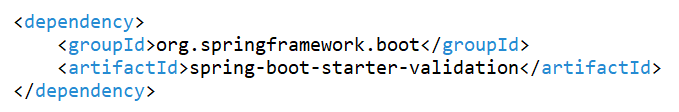 <dependency>
    <groupId>org.springframework.boot</groupId>
    <artifactId>spring-boot-starter-validation</artifactId>
</dependency>